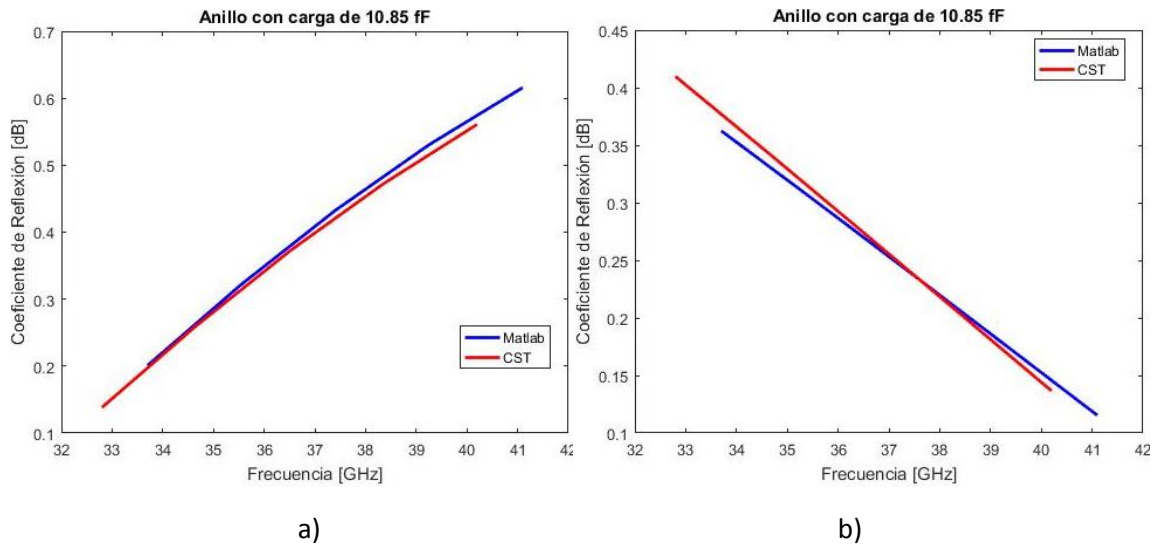 Anillo con carga de 10.85 fF
0.7
0.6
0.5
0.4
0.3
0.2
0.1
Coeficiente de Reflexión [dB]
Matlab
CST
32 33 34 35 36 37 38 39 40 41 42
Frecuencia [GHz]
a)
Anillo con carga de 10.85 fF
0.45
0.4
0.35
0.3
0.25
0.2
0.15
0.1
Coeficiente de Reflexión [dB]
Matlab
CST
32 33 34 35 36 37 38 39 40 41 42
Frecuencia [GHz]
b)